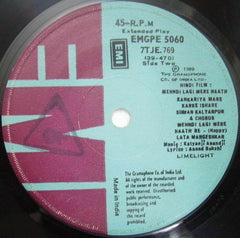 45-R.P.M
Extended Play
EMGPE 5060
7TJE.769
(39-470)
Side Two
EMI
℗ 1969
THE GRAMOPHONE
CO. OF INDIA LTD.
HINDI FILM :
MEHNDI LAGI MERE HAATH
KANKARIYA MARE
KARKE ISHARE
SUMAN KALYANPUR
& CHORUS
MEHNDI LAGI MERE
HAATH RE - (Happy)
LATA MANGESHKAR
Music : Kalyanji Anandji
Lyrics : Anand Bakshi
LIMELIGHT
The Gramophone Co. of India Ltd.
All rights of the manufacturer
and of the owner of the
recorded work reserved.
Unauthorised public
performance, broadcasting
and copying of this
record prohibited.
Made in India